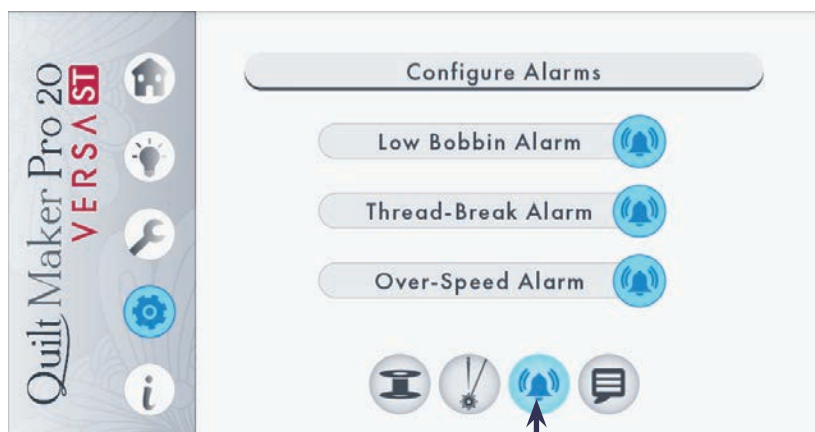 Quilt Maker Pro 20
VERSA ST
Configure Alarms
Low Bobbin Alarm
Thread-Break Alarm
Over-Speed Alarm
i